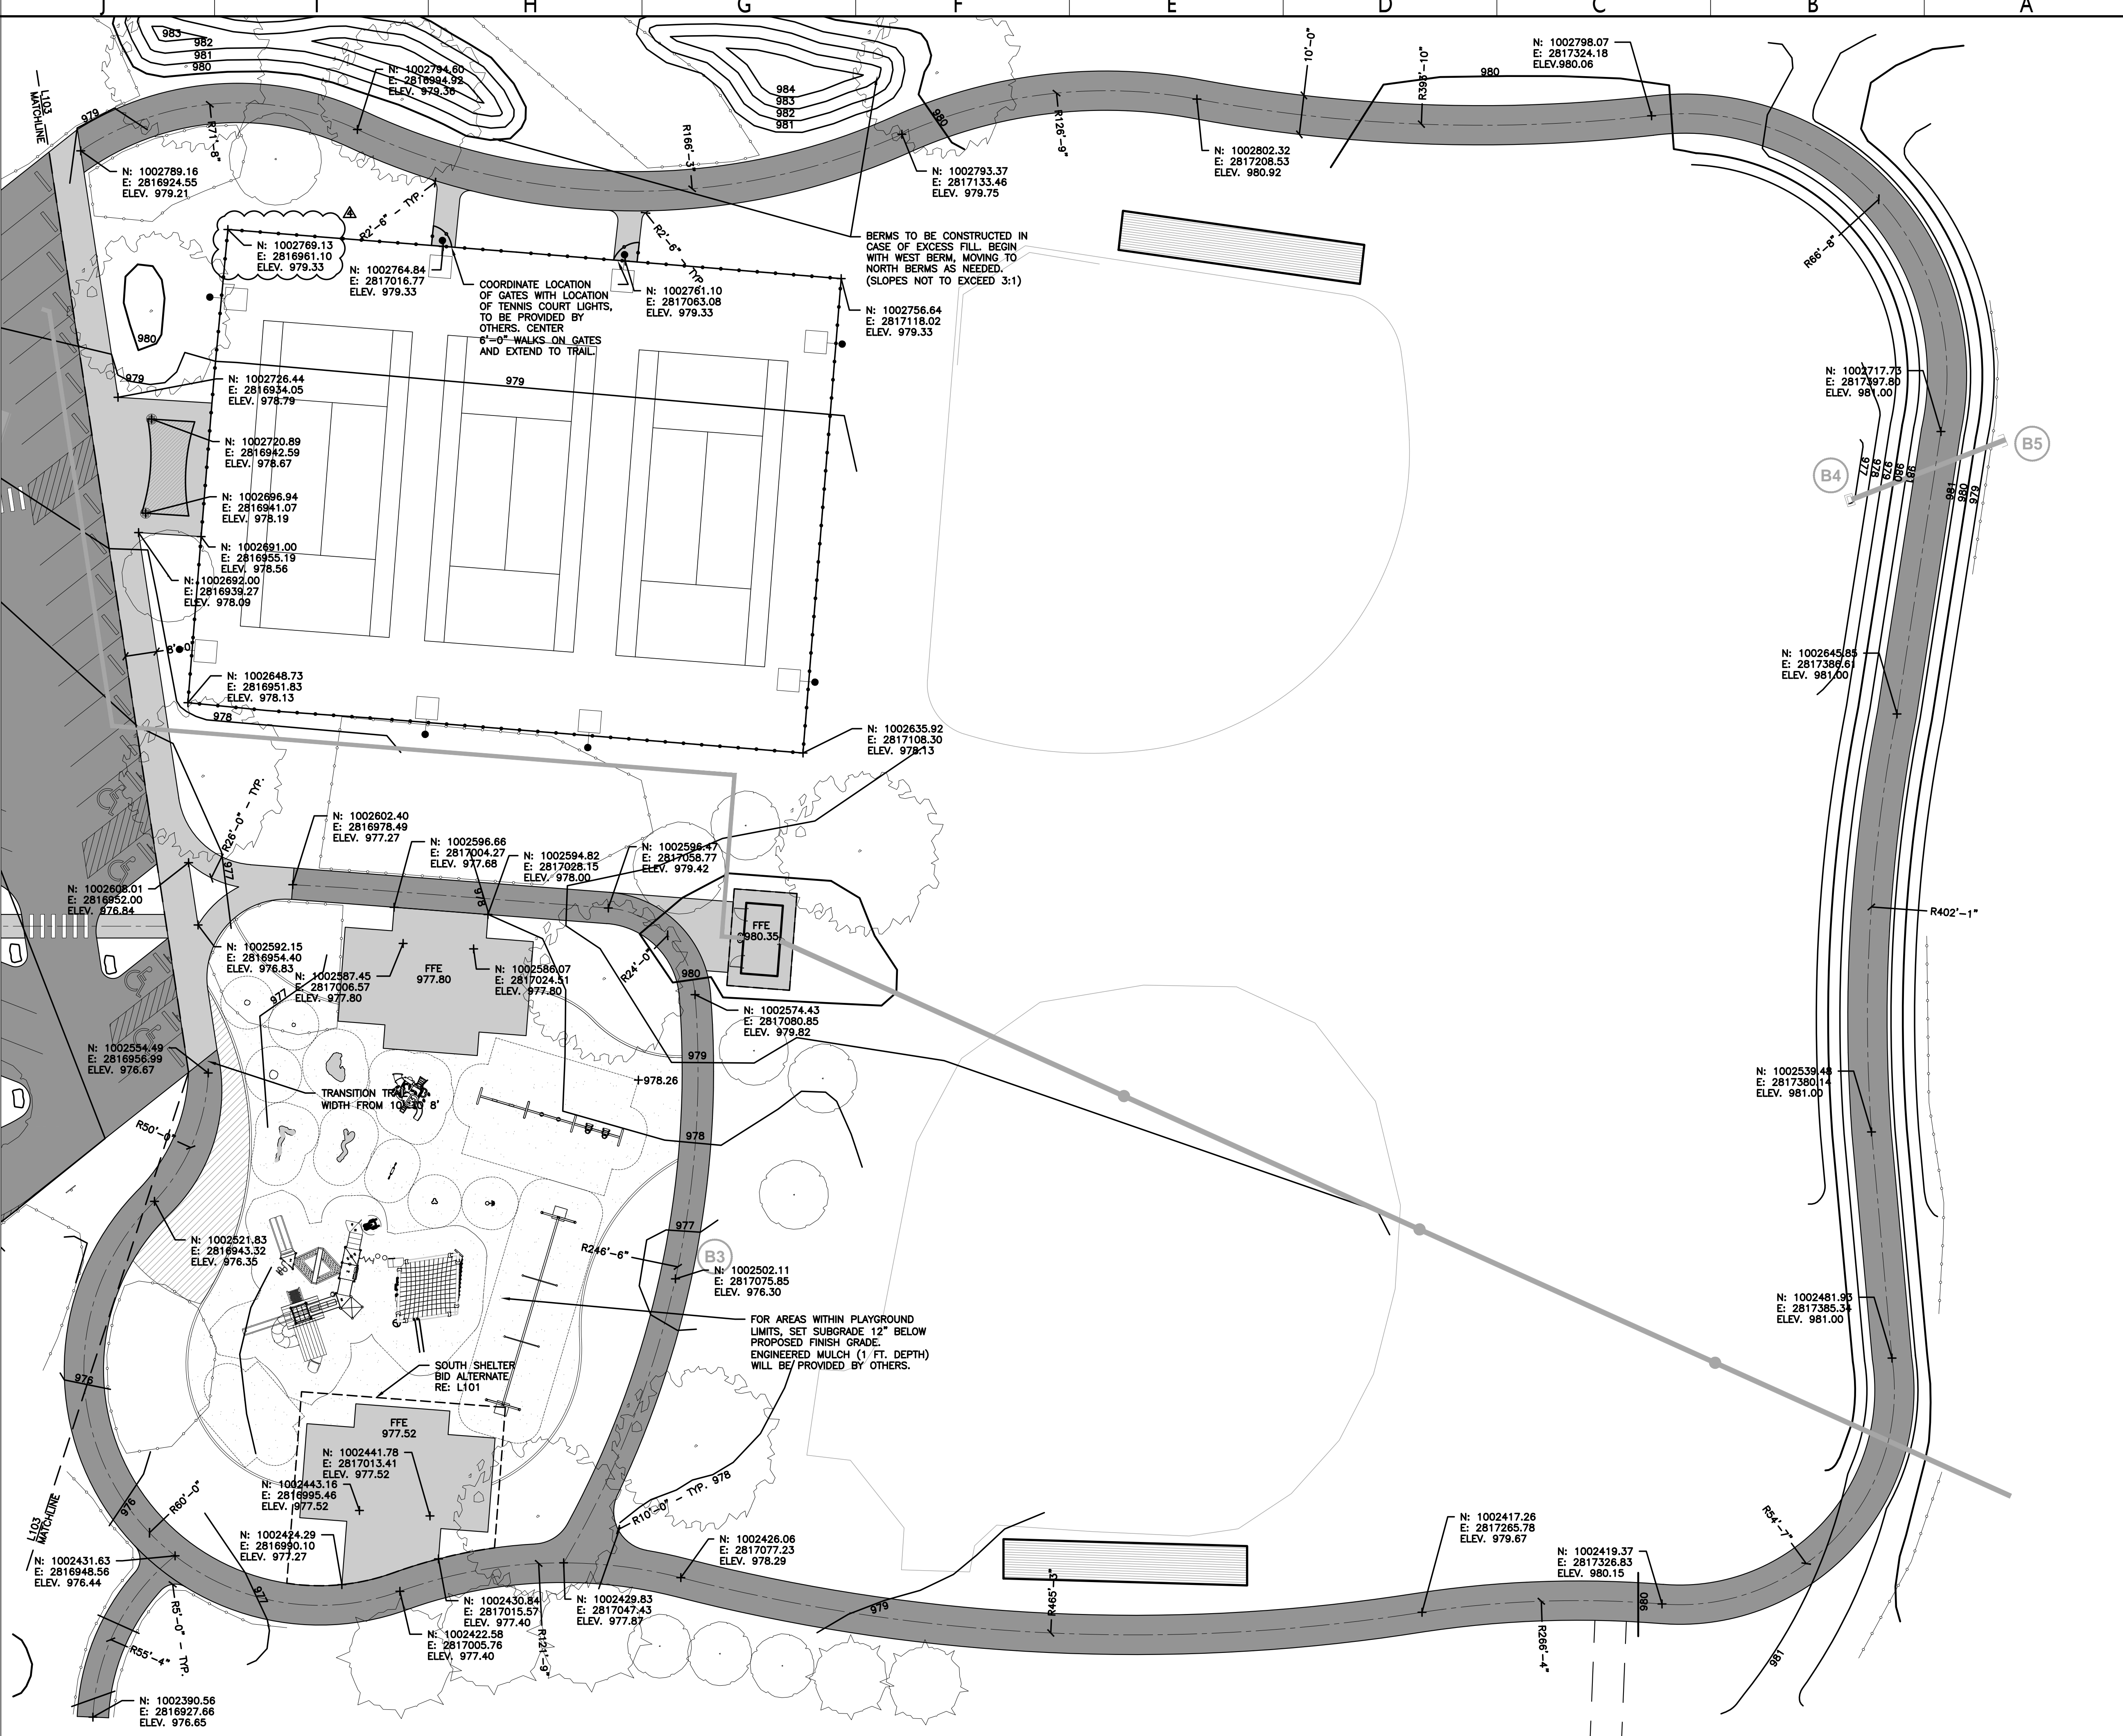 J
I
H
G
F
E
D
C
B
A
983
982
981
980
984
983
982
981
980
980
979
L103
MATCHLINE
N: 1002794.60
E: 2816994.92
ELEV. 979.36
N: 1002798.07
E: 2817324.18
ELEV.980.06
10'-0"
R395'-10"
R71'-8"
R166'-3"
R126'-9"
N: 1002789.16
E: 2816924.55
ELEV. 979.21
N: 1002793.37
E: 2817133.46
ELEV. 979.75
N: 1002802.32
E: 2817208.53
ELEV. 980.92
R66'-8"
R2'-6" - TYP.
R2'-6" - TYP.
4
N: 1002769.13
E: 2816961.10
ELEV. 979.33
N: 1002764.84
E: 2817016.77
ELEV. 979.33
BERMS TO BE CONSTRUCTED IN
CASE OF EXCESS FILL. BEGIN
WITH WEST BERM, MOVING TO
NORTH BERMS AS NEEDED.
(SLOPES NOT TO EXCEED 3:1)
COORDINATE LOCATION
OF GATES WITH LOCATION
OF TENNIS COURT LIGHTS,
TO BE PROVIDED BY
OTHERS. CENTER
6'-0" WALKS ON GATES
AND EXTEND TO TRAIL.
N: 1002761.10
E: 2817063.08
ELEV. 979.33
N: 1002756.64
E: 2817118.02
ELEV. 979.33
980
979
979
N: 1002726.44
E: 2816934.05
ELEV. 978.79
N: 1002717.73
E: 2817397.80
ELEV. 981.00
N: 1002720.89
E: 2816942.59
ELEV. 978.67
B4
B5
977
978
979
980
981
981
980
979
N: 1002696.94
E: 2816941.07
ELEV. 978.19
N: 1002691.00
E: 2816955.19
ELEV. 978.56
N: 1002692.00
E: 2816939.27
ELEV. 978.09
8'-0"
N: 1002645.85
E: 2817386.61
ELEV. 981.00
N: 1002648.73
E: 2816951.83
ELEV. 978.13
978
N: 1002635.92
E: 2817108.30
ELEV. 978.13
R26'-0" - TYP.
977
N: 1002602.40
E: 2816978.49
ELEV. 977.27
N: 1002596.66
E: 2817004.27
ELEV. 977.68
N: 1002594.82
E: 2817028.15
ELEV. 978.00
978
N: 1002596.47
E: 2817058.77
ELEV. 979.42
N: 1002608.01
E: 2816952.00
ELEV. 976.84
R402'-1"
FFE
980.35
N: 1002592.15
E: 2816954.40
ELEV. 976.83
N: 1002587.45
E: 2817006.57
ELEV. 977.80
FFE
977.80
N: 1002586.07
E: 2817024.51
ELEV. 977.80
R24'-0"
980
977
N: 1002574.43
E: 2817080.85
ELEV. 979.82
979
N: 1002554.49
E: 2816956.99
ELEV. 976.67
978.26
TRANSITION TRAIL
WIDTH FROM 10' TO 8'
N: 1002539.48
E: 2817380.14
ELEV. 981.00
R50'-0"
978
N: 1002521.83
E: 2816943.32
ELEV. 976.35
977
R246'-6"
B3
N: 1002502.11
E: 2817075.85
ELEV. 976.30
N: 1002481.93
E: 2817385.34
ELEV. 981.00
FOR AREAS WITHIN PLAYGROUND
LIMITS, SET SUBGRADE 12" BELOW
PROPOSED FINISH GRADE.
ENGINEERED MULCH (1 FT. DEPTH)
WILL BE PROVIDED BY OTHERS.
976
SOUTH SHELTER
BID ALTERNATE
RE: L101
FFE
977.52
N: 1002441.78
E: 2817013.41
ELEV. 977.52
N: 1002443.16
E: 2816995.46
ELEV. 977.52
R60'-0"
976
L103
MATCHLINE
R10'-0" - TYP.
978
N: 1002424.29
E: 2816990.10
ELEV. 977.27
N: 1002426.06
E: 2817077.23
ELEV. 978.29
N: 1002417.26
E: 2817265.78
ELEV. 979.67
R54'-7"
N: 1002431.63
E: 2816948.56
ELEV. 976.44
N: 1002419.37
E: 2817326.83
ELEV. 980.15
977
R5'-0" - TYP.
N: 1002430.84
E: 2817015.57
ELEV. 977.40
N: 1002429.83
E: 2817047.43
ELEV. 977.87
979
R465'-3"
980
N: 1002422.58
E: 2817005.76
ELEV. 977.40
R121'-9"
R266'-4"
R55'-4"
981
N: 1002390.56
E: 2816927.66
ELEV. 976.65